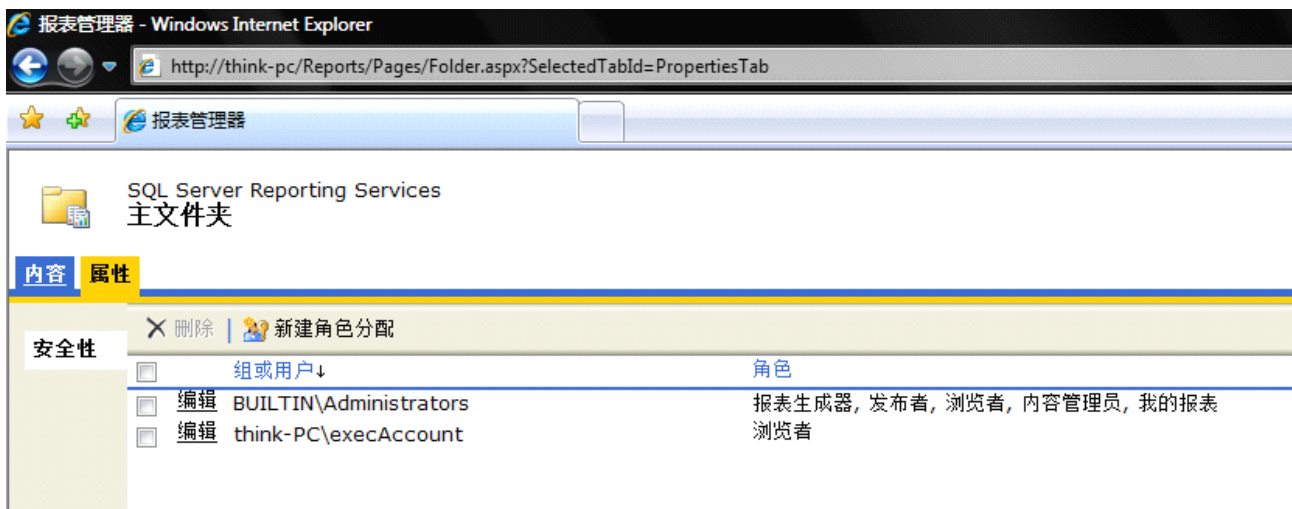 报表管理器 - Windows Internet Explorer
http://think-pc/Reports/Pages/Folder.aspx?SelectedTabId=PropertiesTab
报表管理器
SQL Server Reporting Services
主文件夹
内容 属性
删除 | 新建角色分配
安全性
组或用户↓ 角色
编辑 BUILTIN\Administrators 报表生成器, 发布者, 浏览者, 内容管理员, 我的报表
编辑 think-PC\execAccount 浏览者